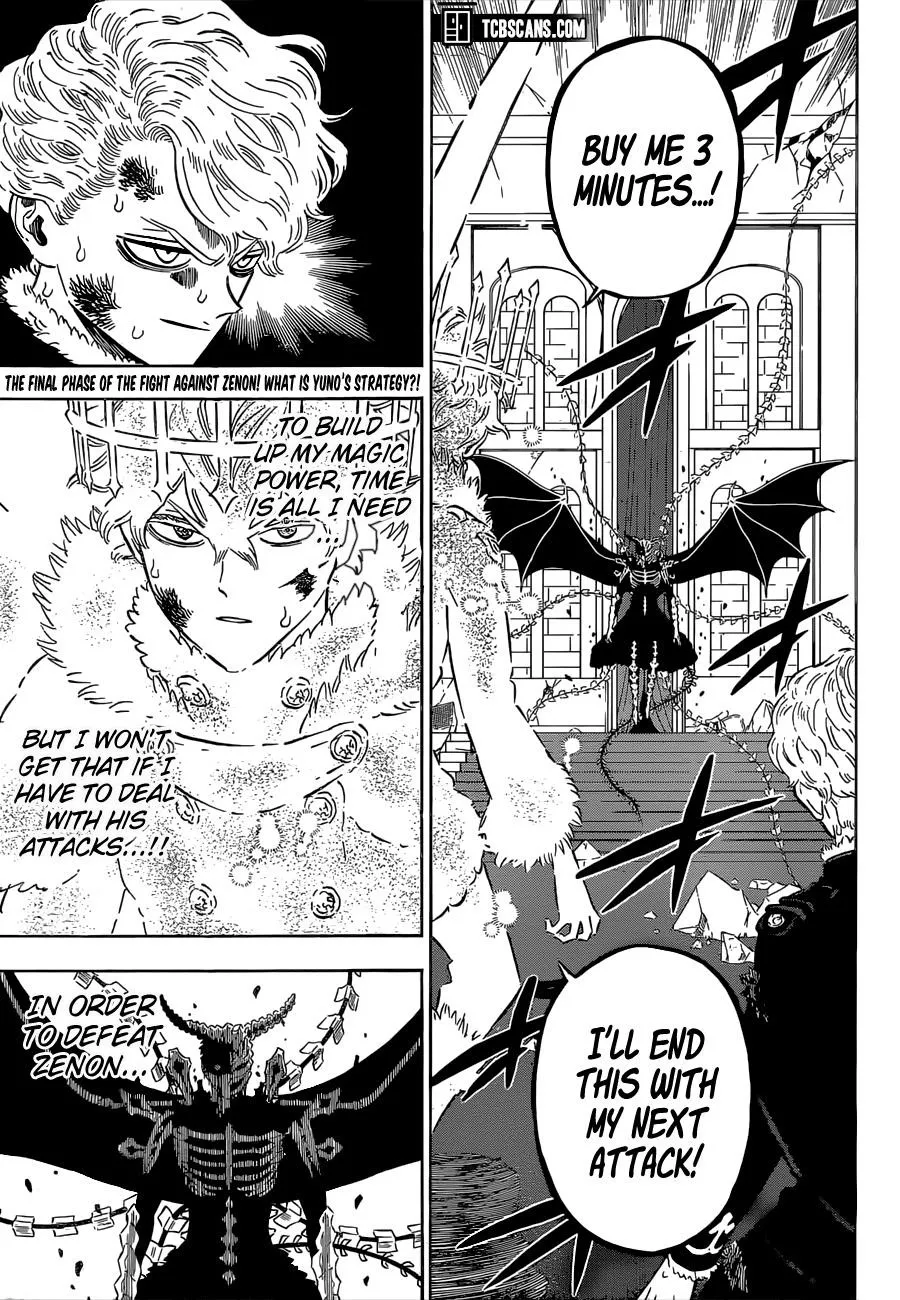 TCBSCANS.COM
BUY ME 3
MINUTES...!
THE FINAL PHASE OF THE FIGHT AGAINST ZENON! WHAT IS YUNO'S STRATEGY?!
TO BUILD
UP MY MAGIC
POWER, TIME
IS ALL I NEED
...
BUT I WON'T
GET THAT IF I
HAVE TO DEAL
WITH HIS
ATTACKS...!!
I'LL END
THIS WITH
MY NEXT
ATTACK!
IN ORDER
TO DEFEAT
ZENON...